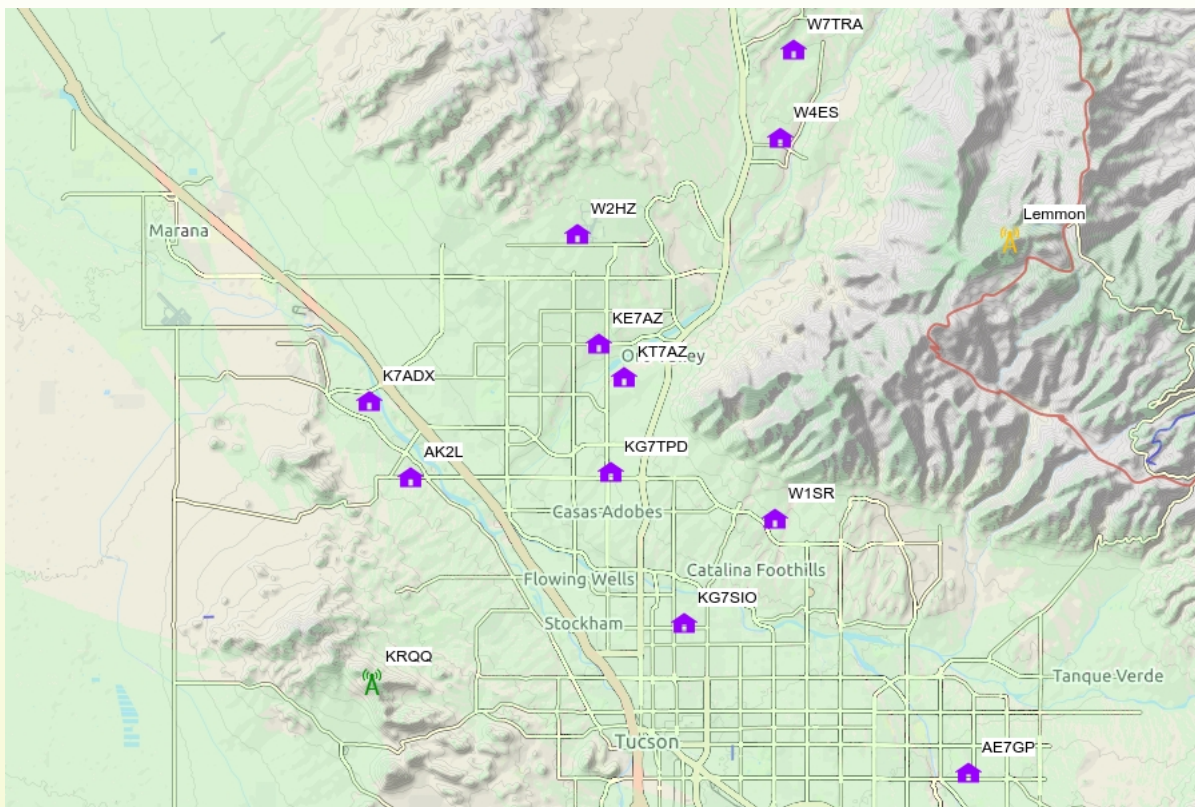 W7TRA
W4ES
W2HZ
Lemmon
Marana
KE7AZ
KT7AZ
K7ADX
AK2L
KG7TPD
W1SR
Casas Adobes
Flowing Wells
Catalina Foothills
KG7SIO
Stockham
KRQQ
Tanque Verde
Tucson
AE7GP